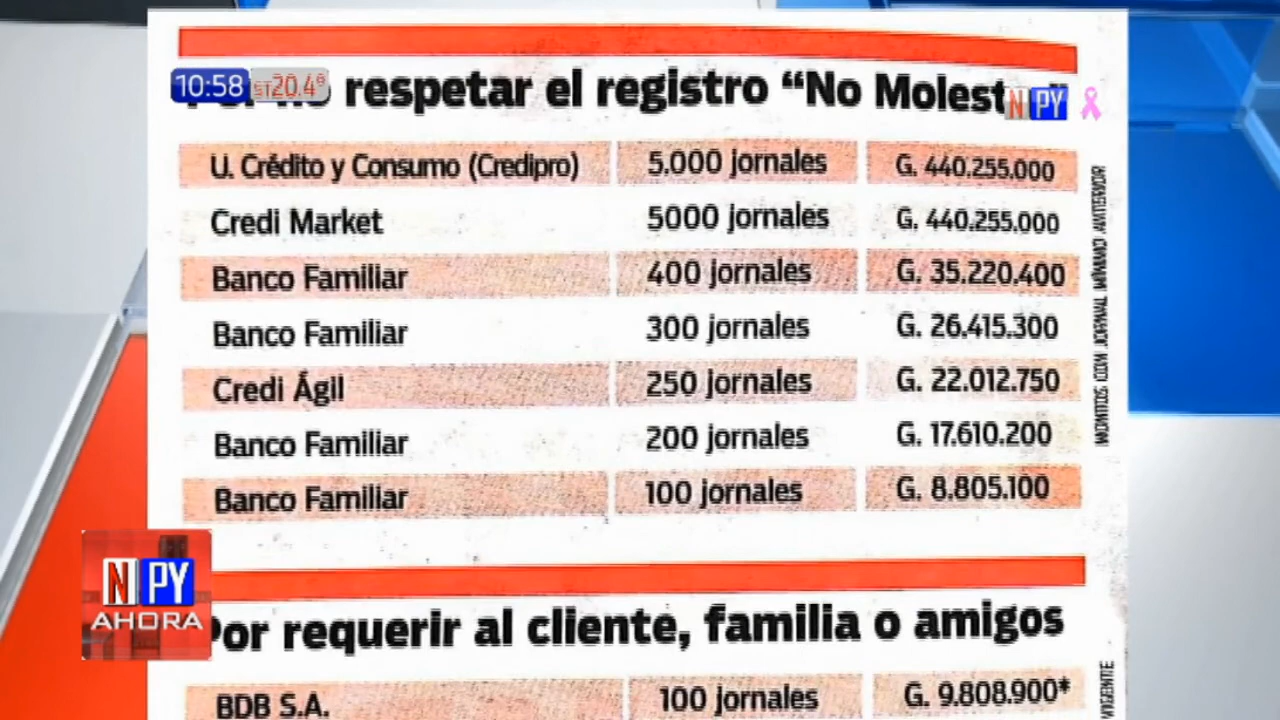 10:58 ST20.4°
respetar el registro “No Molest
NPY
U. Crédito y Consumo (Credipro) 5.000 jornales G. 440.255.000
Credi Market 5000 jornales G. 440.255.000
Banco Familiar 400 jornales G. 35.220.400
Banco Familiar 300 jornales G. 26.415.300
Credi Ágil 250 jornales G. 22.012.750
Banco Familiar 200 jornales G. 17.610.200
Banco Familiar 100 jornales G. 8.805.100
NPY
AHORA
Por requerir al cliente, familia o amigos
BDB S.A. 100 jornales G. 9.808.900*